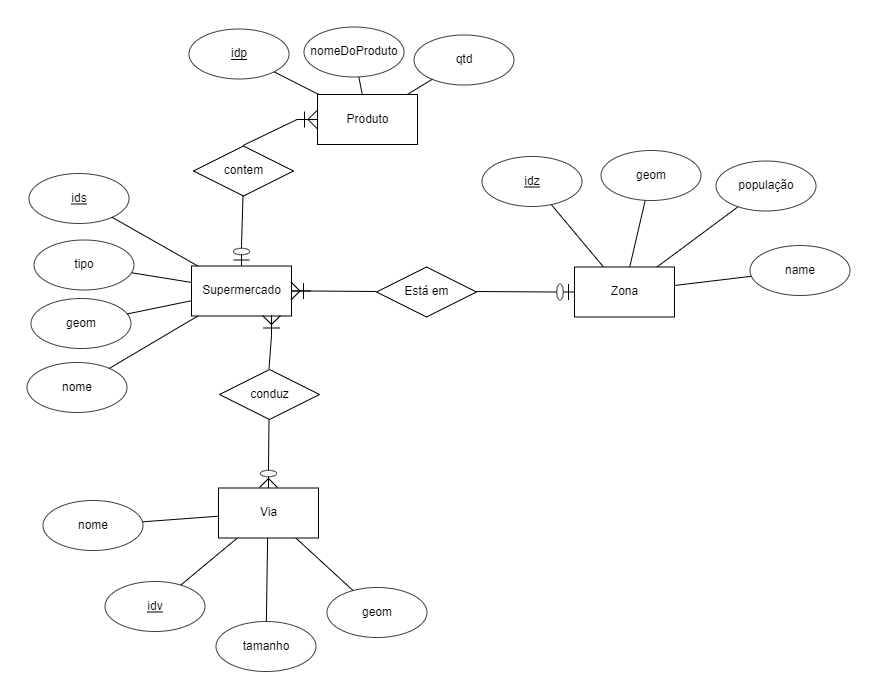 idp
nomeDoProduto
qtd
Produto
contem
ids
tipo
geom
nome
Supermercado
Está em
idz
geom
população
name
Zona
conduz
Via
nome
idv
tamanho
geom